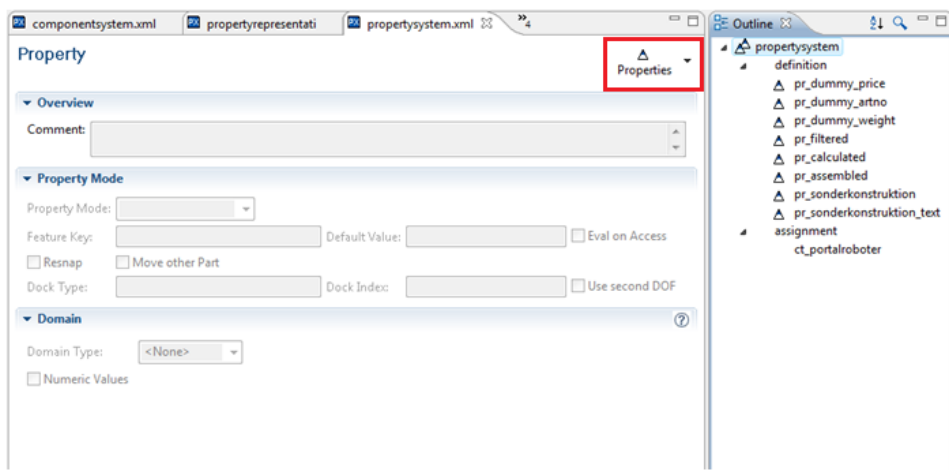 componentsystem.xml propertyrepresentati propertysystem.xml »4
Property
Properties
Overview
Comment:
Property Mode
Property Mode:
Feature Key: Default Value: Eval on Access
Resnap Move other Part
Dock Type: Dock Index: Use second DOF
Domain
Domain Type: <None>
Numeric Values
Outline
propertysystem
definition
pr_dummy_price
pr_dummy_artno
pr_dummy_weight
pr_filtered
pr_calculated
pr_assembled
pr_sonderkonstruktion
pr_sonderkonstruktion_text
assignment
ct_portalroboter